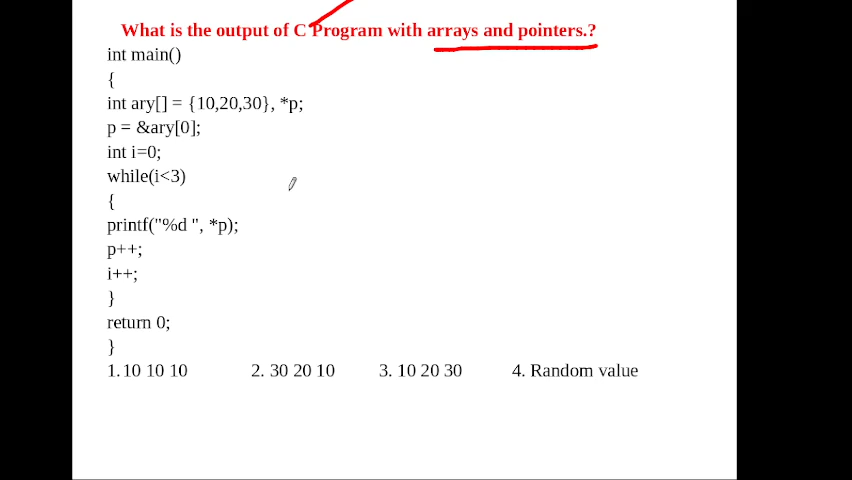 What is the output of C Program with arrays and pointers.?
int main()
{
int ary[] = {10,20,30}, *p;
p = &ary[0];
int i=0;
while(i<3)
{
printf("%d ", *p);
p++;
i++;
}
return 0;
}
1. 10 10 10 2. 30 20 10 3. 10 20 30 4. Random value